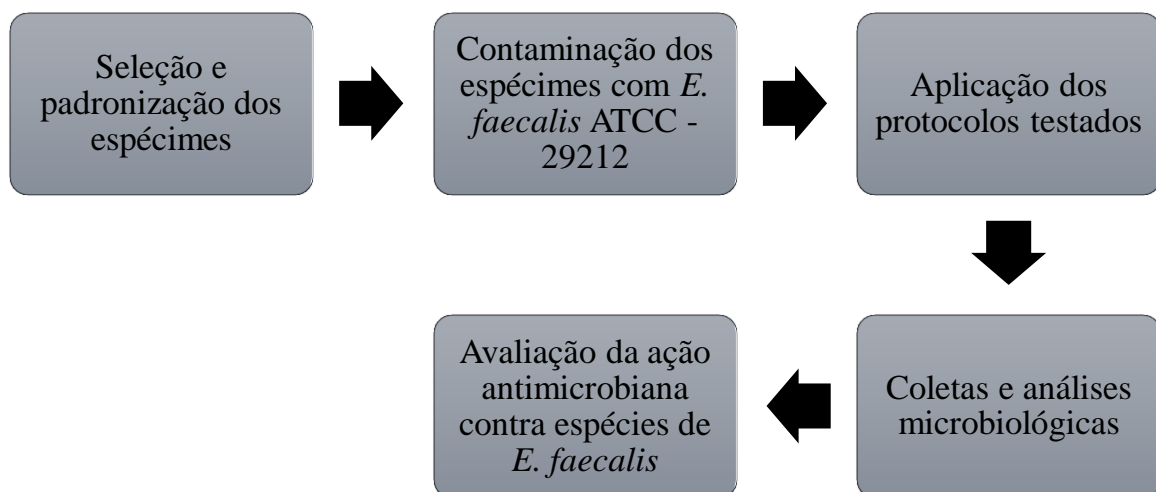 Seleção e
padronização dos
espécimes
Contaminação dos
espécimes com E.
faecalis ATCC -
29212
Aplicação dos
protocolos testados
Coletas e análises
microbiológicas
Avaliação da ação
antimicrobiana
contra espécies de
E. faecalis